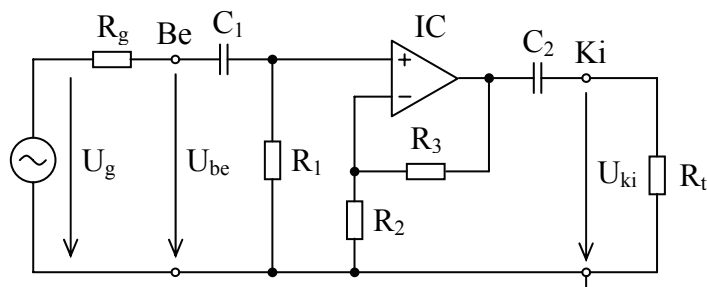 R_g
Be
C_1
IC
C_2
Ki
+
−
U_g
U_be
R_1
R_3
R_2
U_ki
R_t